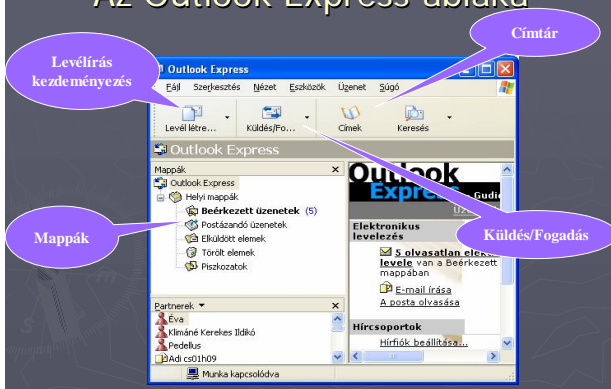 Az Outlook Express ablaka
Címtár
Levélírás
kezdeményezés
Outlook Express
Fájl Szerkesztés Nézet Eszközök Üzenet Súgó
Levél létre... Küldés/Fo... Címek Keresés
Outlook Express
Mappák
Outlook Express
Helyi mappák
Beérkezett üzenetek (5)
Postázandó üzenetek
Elküldött elemek
Törölt elemek
Piszkozatok
Mappák
Outlook
Express
Gudic
Elektronikus
levelezés
5 olvasatlan
levele van a Beérkezett
mappában
E-mail írása
A posta olvasása
Küldés/Fogadás
Hírcsoportok
Hírfiók beállítása...
Partnerek
Éva
Klimáné Kerekes Ildikó
Pedellus
Adi cs01h09
Munka kapcsolódva